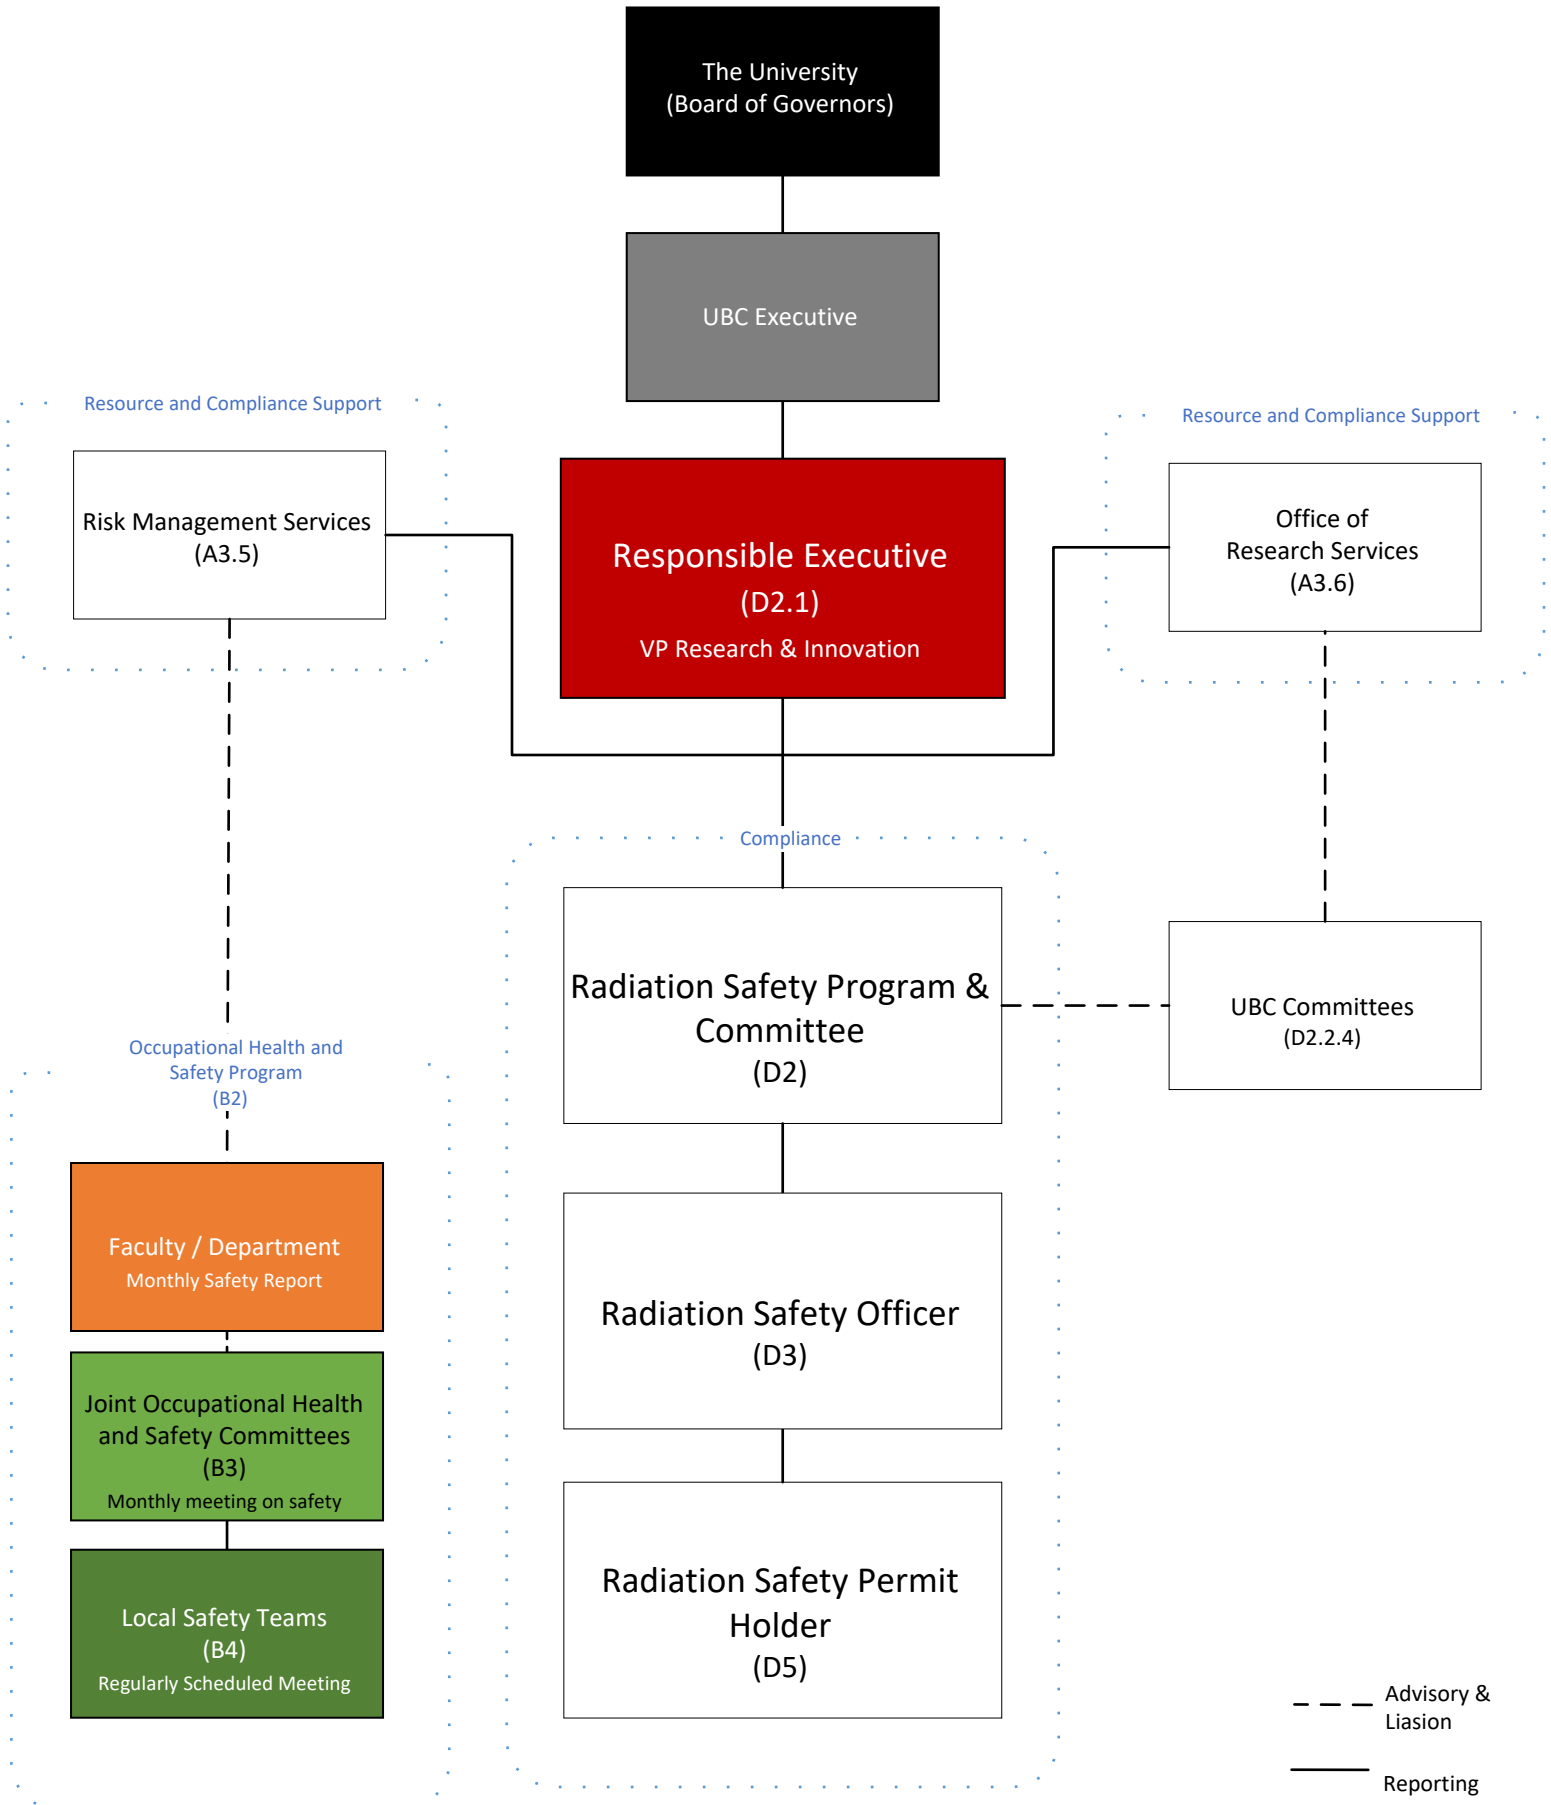 The University
(Board of Governors)
UBC Executive
Resource and Compliance Support
Risk Management Services
(A3.5)
Responsible Executive
(D2.1)
VP Research & Innovation
Resource and Compliance Support
Office of
Research Services
(A3.6)
Compliance
Radiation Safety Program &
Committee
(D2)
UBC Committees
(D2.2.4)
Occupational Health and
Safety Program
(B2)
Faculty / Department
Monthly Safety Report
Joint Occupational Health
and Safety Committees
(B3)
Monthly meeting on safety
Local Safety Teams
(B4)
Regularly Scheduled Meeting
Radiation Safety Officer
(D3)
Radiation Safety Permit
Holder
(D5)
Advisory &
Liasion
Reporting